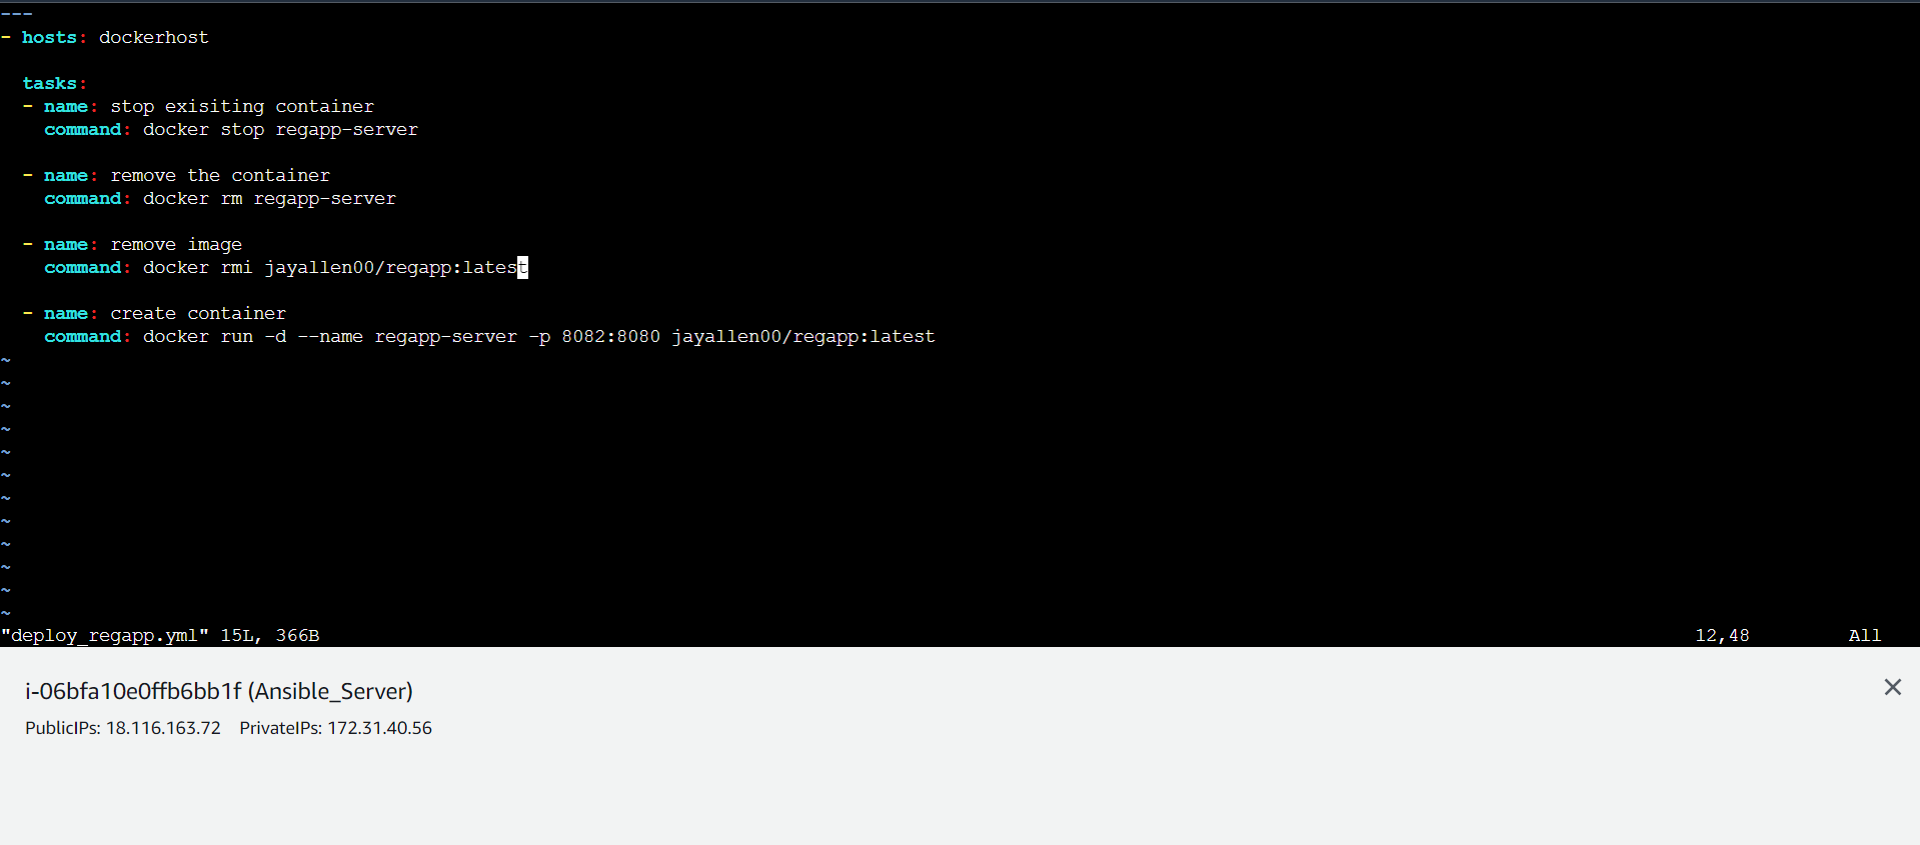 ---
- hosts: dockerhost
tasks:
- name: stop exisiting container
command: docker stop regapp-server
- name: remove the container
command: docker rm regapp-server
- name: remove image
command: docker rmi jayallen00/regapp:latest
- name: create container
command: docker run -d --name regapp-server -p 8082:8080 jayallen00/regapp:latest
~
~
~
~
~
~
~
~
~
~
~
~
"deploy_regapp.yml" 15L, 366B 12,48 All
i-06bfa10e0ffb6bb1f (Ansible_Server)
PublicIPs: 18.116.163.72 PrivateIPs: 172.31.40.56